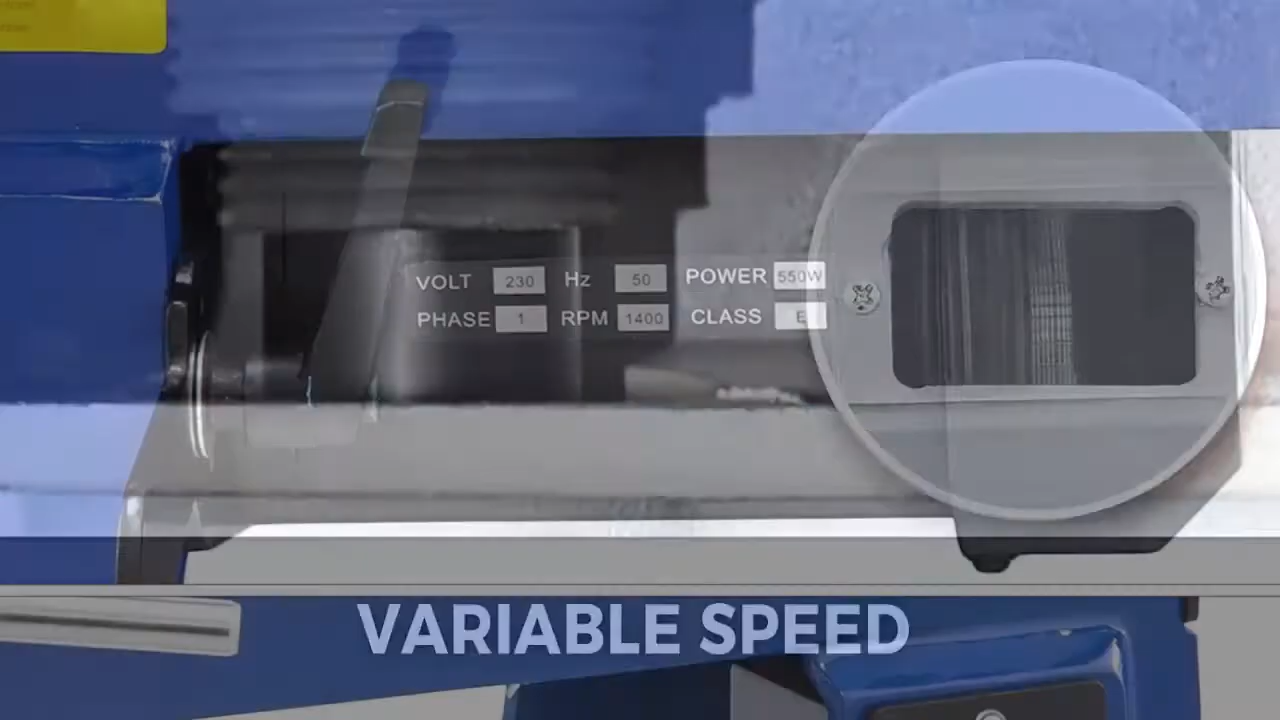 VOLT 230 Hz 50 POWER 550W
PHASE 1 RPM 1400 CLASS E
VARIABLE SPEED